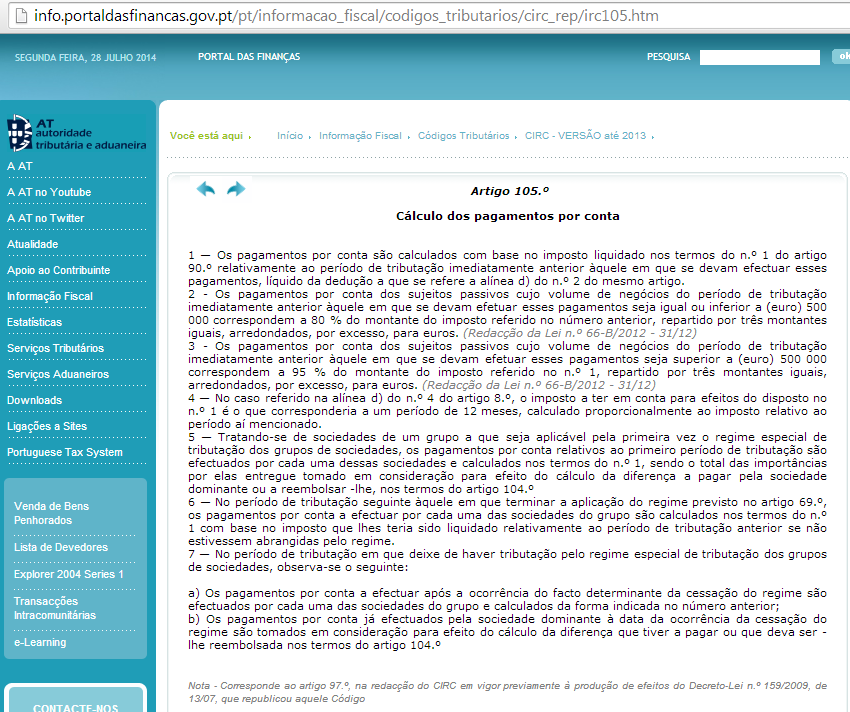 info.portaldasfinancas.gov.pt/pt/informacao_fiscal/codigos_tributarios/circ_rep/irc105.htm
SEGUNDA FEIRA, 28 JULHO 2014
PORTAL DAS FINANÇAS
PESQUISA
ok
AT
autoridade
tributária e aduaneira
A AT
A AT no Youtube
A AT no Twitter
Atualidade
Apoio ao Contribuinte
Informação Fiscal
Estatísticas
Serviços Tributários
Serviços Aduaneiros
Downloads
Ligações a Sites
Portuguese Tax System
Venda de Bens
Penhorados
Lista de Devedores
Explorer 2004 Series 1
Transacções
Intracomunitárias
e-Learning
CONTACTE-NOS
Você está aqui . Início . Informação Fiscal . Códigos Tributários . CIRC - VERSÃO até 2013 .
Artigo 105.º
Cálculo dos pagamentos por conta
1 — Os pagamentos por conta são calculados com base no imposto liquidado nos termos do n.º 1 do artigo
90.º relativamente ao período de tributação imediatamente anterior àquele em que se devam efectuar esses
pagamentos, líquido da dedução a que se refere a alínea d) do n.º 2 do mesmo artigo.
2 - Os pagamentos por conta dos sujeitos passivos cujo volume de negócios do período de tributação
imediatamente anterior àquele em que se devam efetuar esses pagamentos seja igual ou inferior a (euro) 500
000 correspondem a 80 % do montante do imposto referido no número anterior, repartido por três montantes
iguais, arredondados, por excesso, para euros. (Redacção da Lei n.º 66-B/2012 - 31/12)
3 - Os pagamentos por conta dos sujeitos passivos cujo volume de negócios do período de tributação
imediatamente anterior àquele em que se devam efetuar esses pagamentos seja superior a (euro) 500 000
correspondem a 95 % do montante do imposto referido no n.º 1, repartido por três montantes iguais,
arredondados, por excesso, para euros. (Redacção da Lei n.º 66-B/2012 - 31/12)
4 — No caso referido na alínea d) do n.º 4 do artigo 8.º, o imposto a ter em conta para efeitos do disposto no
n.º 1 é o que corresponderia a um período de 12 meses, calculado proporcionalmente ao imposto relativo ao
período aí mencionado.
5 — Tratando-se de sociedades de um grupo a que seja aplicável pela primeira vez o regime especial de
tributação dos grupos de sociedades, os pagamentos por conta relativos ao primeiro período de tributação são
efectuados por cada uma dessas sociedades e calculados nos termos do n.º 1, sendo o total das importâncias
por elas entregue tomado em consideração para efeito do cálculo da diferença a pagar pela sociedade
dominante ou a reembolsar -lhe, nos termos do artigo 104.º
6 — No período de tributação seguinte àquele em que terminar a aplicação do regime previsto no artigo 69.º,
os pagamentos por conta a efectuar por cada uma das sociedades do grupo são calculados nos termos do n.º
1 com base no imposto que lhes teria sido liquidado relativamente ao período de tributação anterior se não
estivessem abrangidas pelo regime.
7 — No período de tributação em que deixe de haver tributação pelo regime especial de tributação dos grupos
de sociedades, observa-se o seguinte:
a) Os pagamentos por conta a efectuar após a ocorrência do facto determinante da cessação do regime são
efectuados por cada uma das sociedades do grupo e calculados da forma indicada no número anterior;
b) Os pagamentos por conta já efectuados pela sociedade dominante à data da ocorrência da cessação do
regime são tomados em consideração para efeito do cálculo da diferença que tiver a pagar ou que deva ser -
lhe reembolsada nos termos do artigo 104.º
Nota - Corresponde ao artigo 97.º, na redacção do CIRC em vigor previamente à produção de efeitos do Decreto-Lei n.º 159/2009, de
13/07, que republicou aquele Código